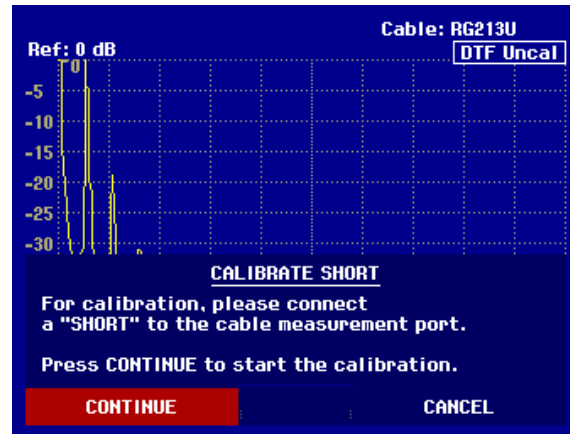 Cable: RG213U
Ref: 0 dB
DTF Uncal
0
-5
-10
-15
-20
-25
-30
CALIBRATE SHORT
For calibration, please connect
a "SHORT" to the cable measurement port.
Press CONTINUE to start the calibration.
CONTINUE
CANCEL